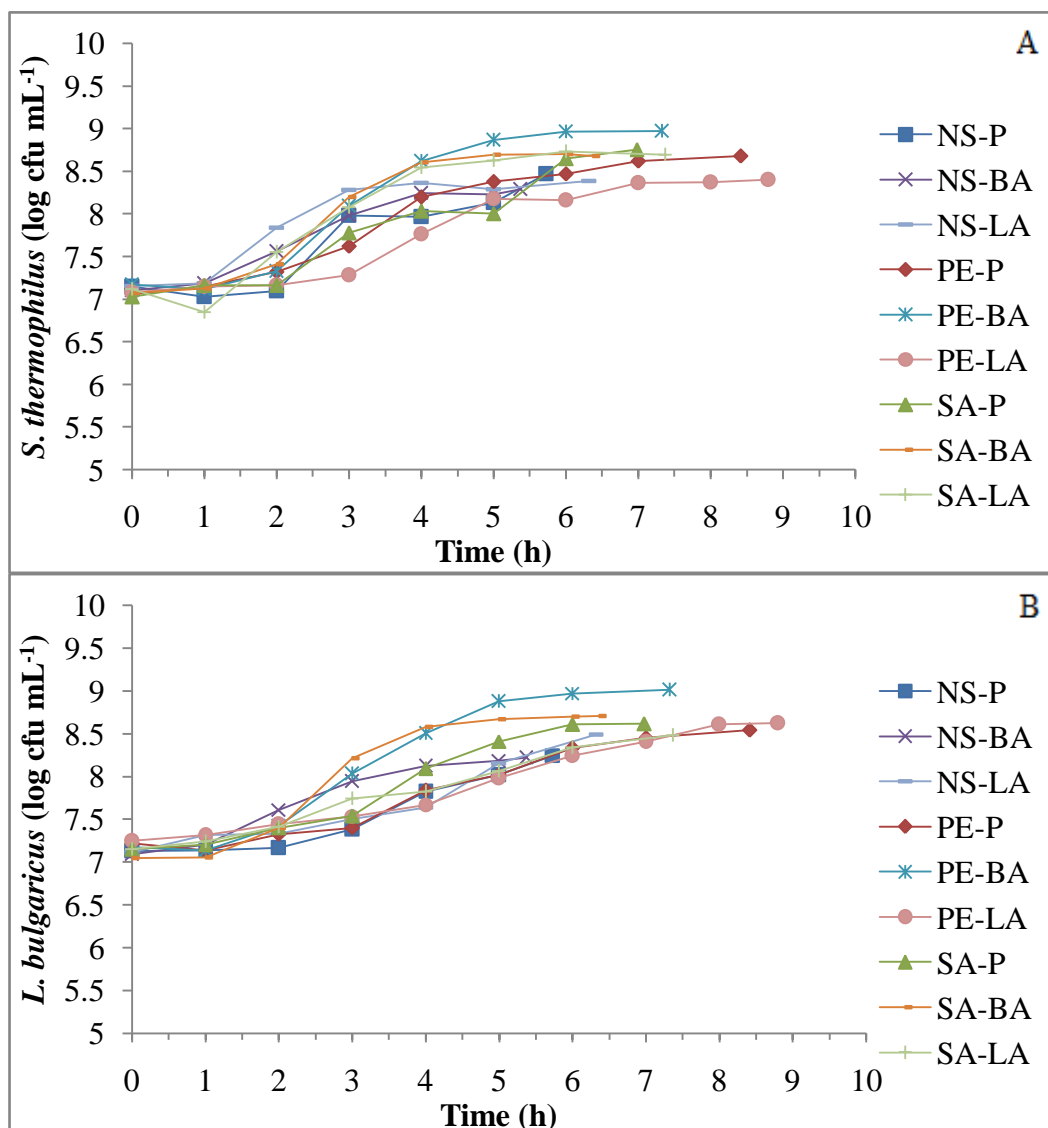 A
S. thermophilus (log cfu mL-1)
10
9.5
9
8.5
8
7.5
7
6.5
6
5.5
5
0 1 2 3 4 5 6 7 8 9 10
Time (h)
NS-P
NS-BA
NS-LA
PE-P
PE-BA
PE-LA
SA-P
SA-BA
SA-LA
B
L. bulgaricus (log cfu mL-1)
10
9.5
9
8.5
8
7.5
7
6.5
6
5.5
5
0 1 2 3 4 5 6 7 8 9 10
Time (h)
NS-P
NS-BA
NS-LA
PE-P
PE-BA
PE-LA
SA-P
SA-BA
SA-LA